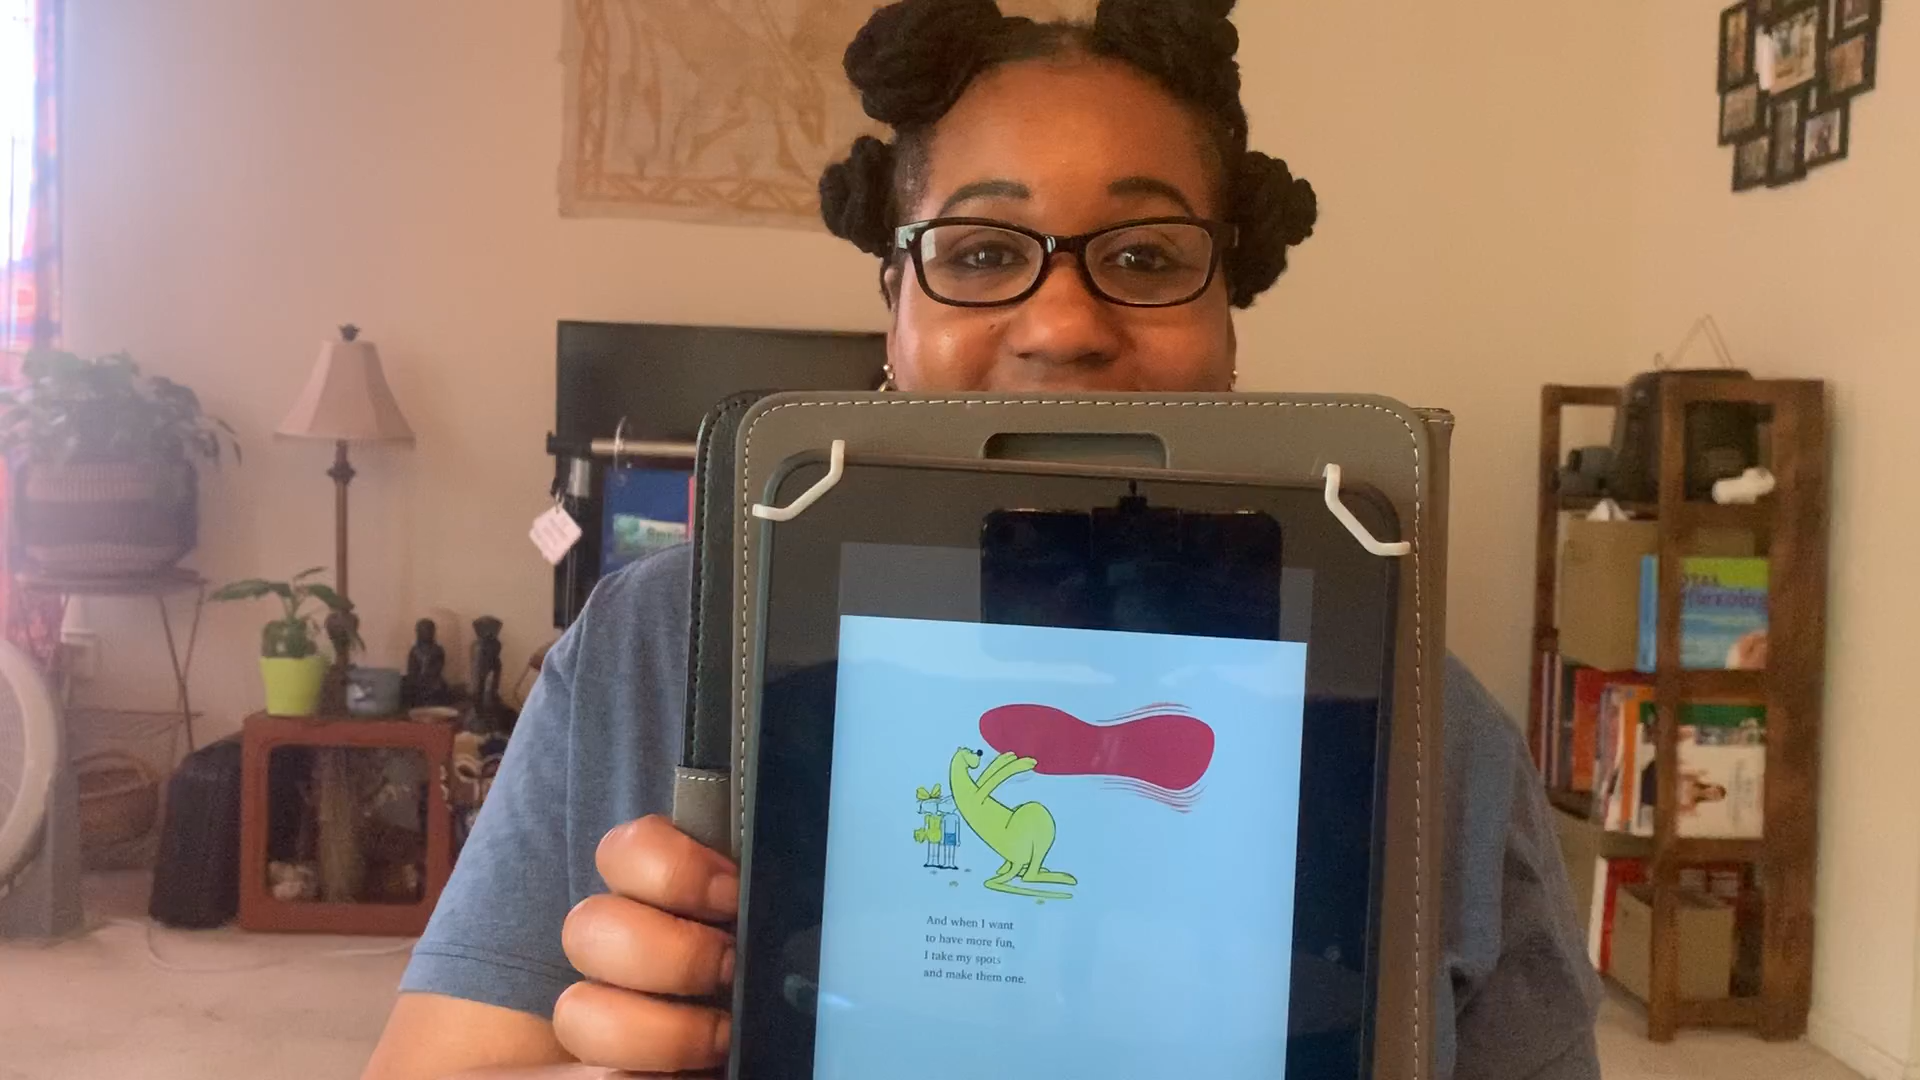 And when I want
to have more fun,
I take my spots
and make them one.